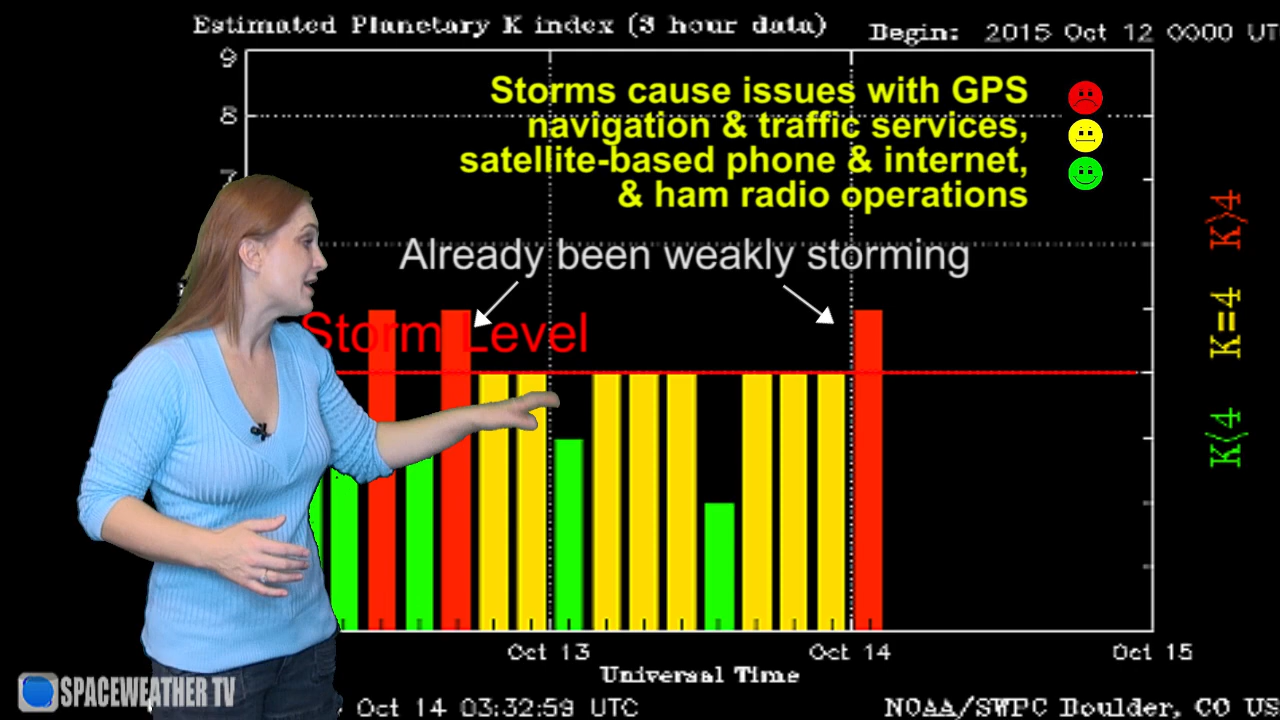 Estimated Planetary K index (3 hour data)
Begin: 2015 Oct 12 0000 UT
9
Storms cause issues with GPS
8
navigation & traffic services,
satellite-based phone & internet,
7
& ham radio operations
K>4
Already been weakly storming
Storm Level
K=4
K<4
Oct 13
Oct 14
Oct 15
Universal Time
SPACEWEATHER TV
Oct 14 03:32:59 UTC
NOAA/SWPC Boulder, CO US